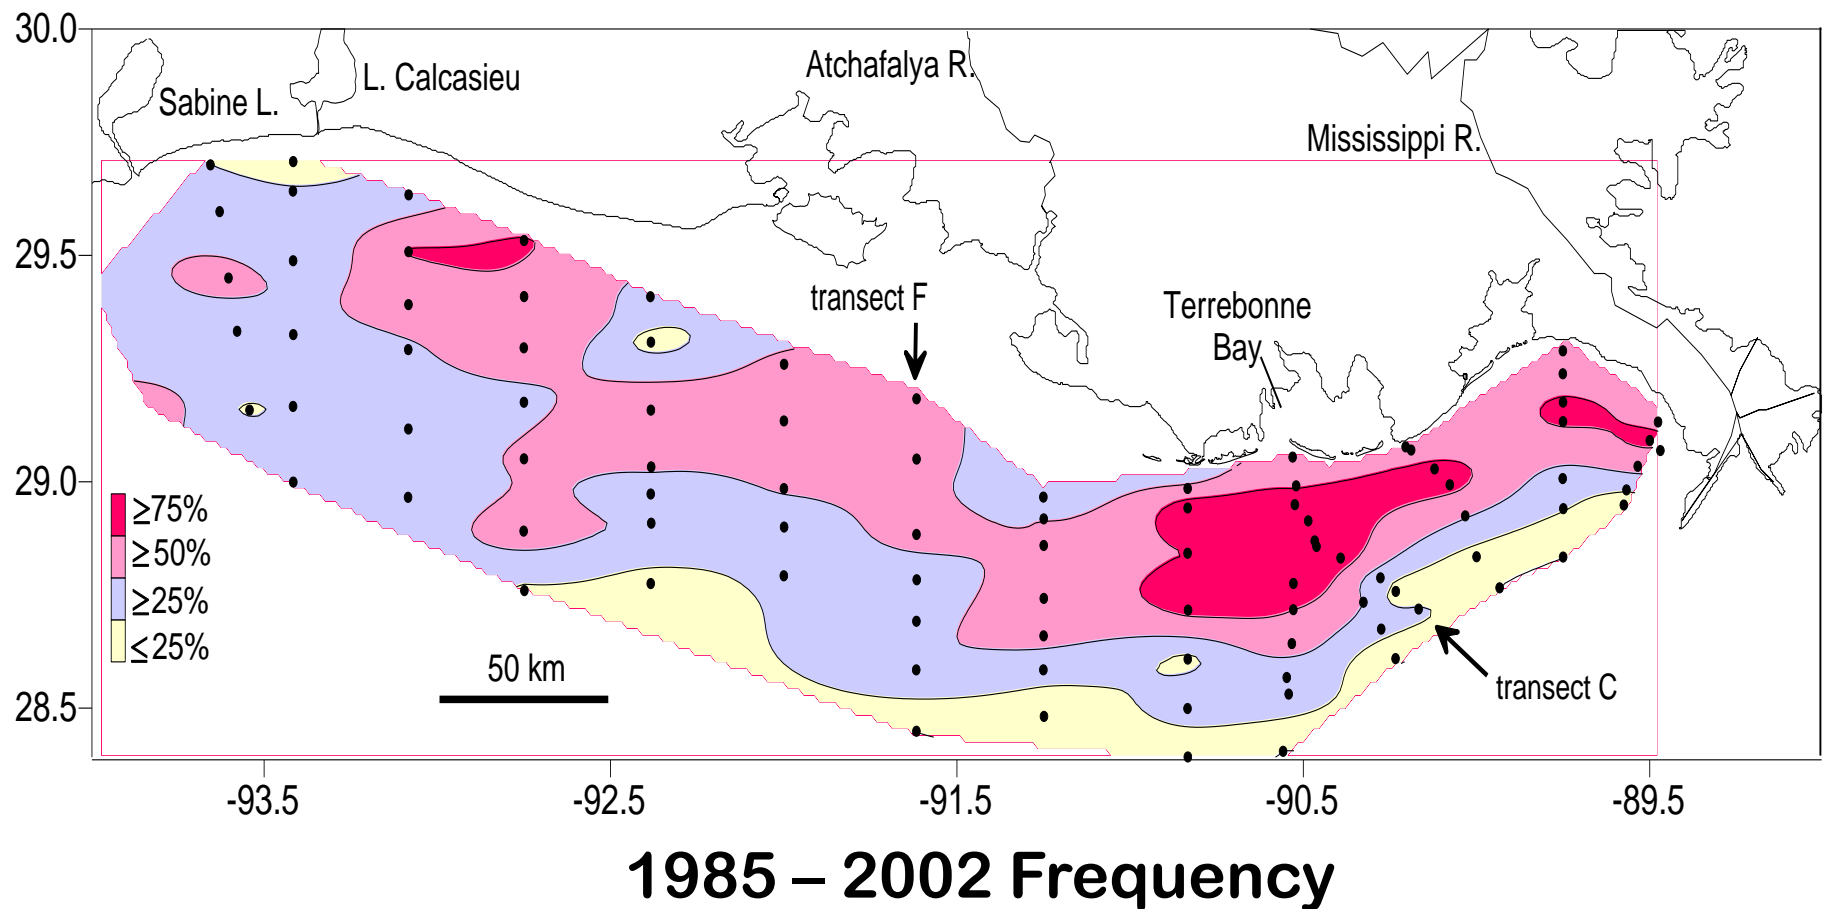 30.0
29.5
29.0
28.5
Sabine L.
L. Calcasieu
Atchafalya R.
Mississippi R.
transect F
Terrebonne
Bay
≥75%
≥50%
≥25%
≤25%
50 km
transect C
-93.5
-92.5
-91.5
-90.5
-89.5
1985 – 2002 Frequency